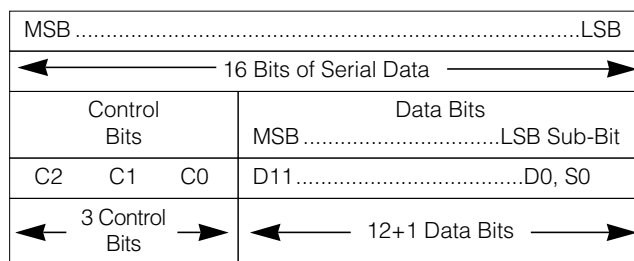 MSB ................................................................................LSB
16 Bits of Serial Data
Control
Bits
Data Bits
MSB ...............................LSB Sub-Bit
C2 C1 C0
D11....................................D0, S0
3 Control
Bits
12+1 Data Bits